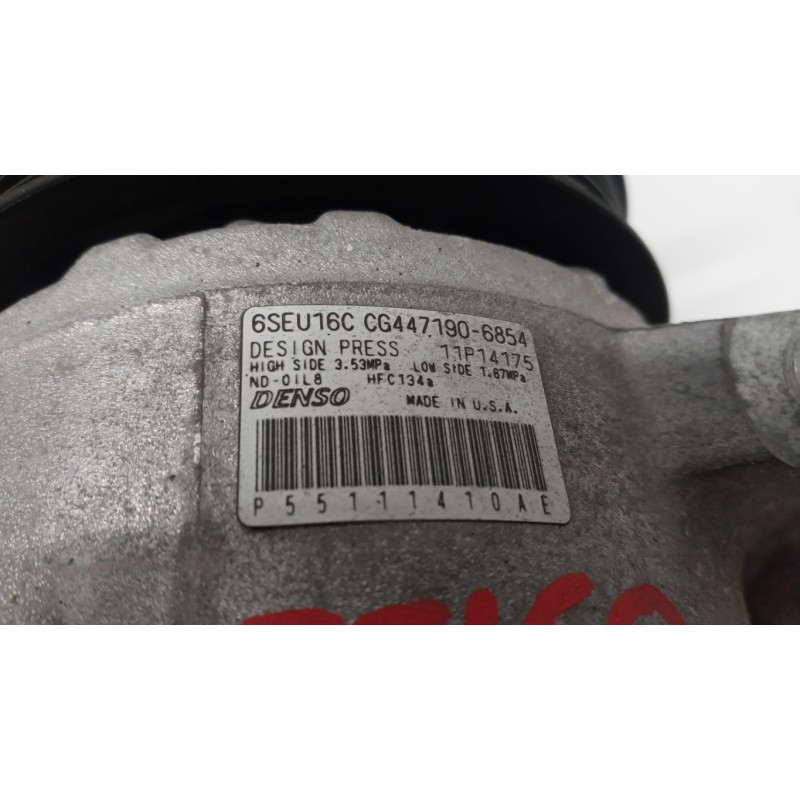 6SEU16C CG447190-6854
DESIGN PRESS 11P14175
HIGH SIDE 3.53MPa LOW SIDE 1.87MPa
ND-OIL8 HFC134a
DENSO MADE IN U.S.A.
P55111410AE